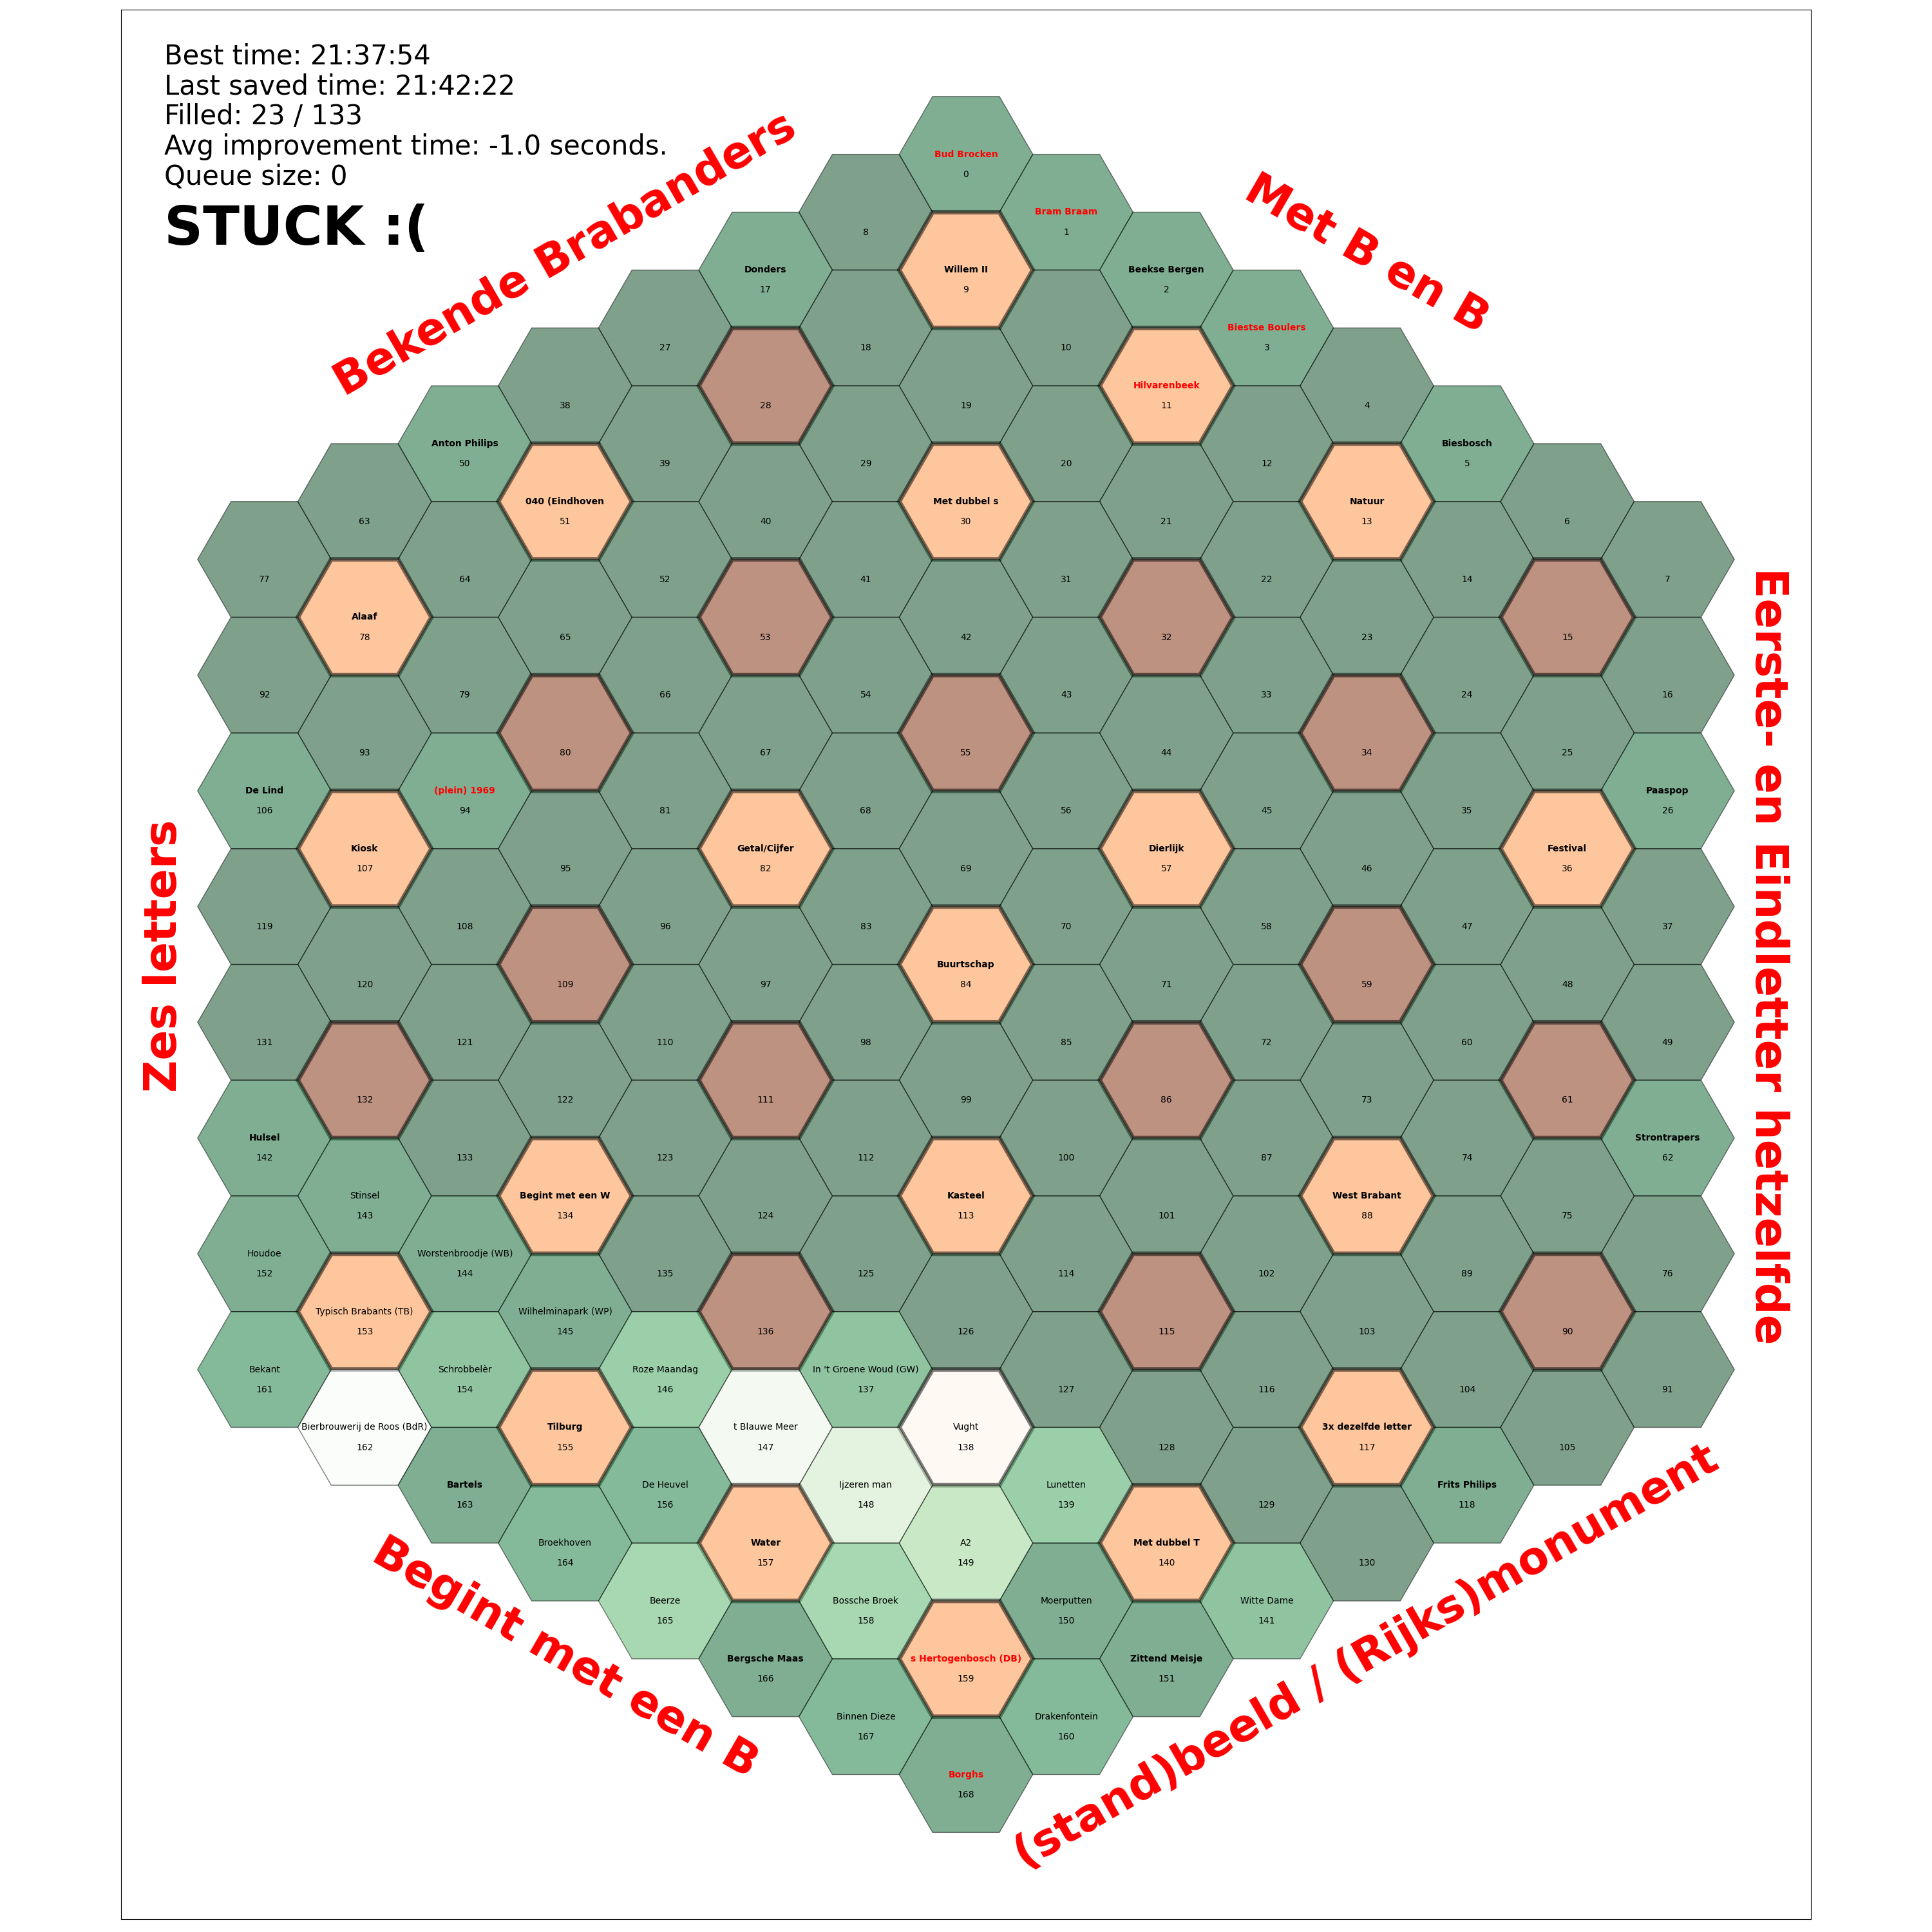 Best time: 21:37:54
Last saved time: 21:42:22
Filled: 23 / 133
Avg improvement time: -1.0 seconds.
Queue size: 0
STUCK :(
Bekende Brabanders
Met B en B
Eerste- en Eindletter hetzelfde
(stand)beeld / (Rijks)monument
Begint met een B
Zes letters
Bud Brocken
0
Bram Braam
1
Beekse Bergen
2
Biestse Boulers
3
4
Biesbosch
5
6
7
8
Willem II
9
10
Hilvarenbeek
11
12
Natuur
13
14
15
16
Donders
17
18
19
20
21
22
23
24
25
Paaspop
26
27
28
29
Met dubbel s
30
31
32
33
34
35
Festival
36
37
38
39
40
41
42
43
44
45
46
47
48
49
Anton Philips
50
040 (Eindhoven
51
52
53
54
55
56
Dierlijk
57
58
59
60
61
Strontrapers
62
63
64
65
66
67
68
69
70
71
72
73
74
75
76
77
Alaaf
78
79
80
81
Getal/Cijfer
82
83
Buurtschap
84
85
86
87
West Brabant
88
89
90
91
92
93
(plein) 1969
94
95
96
97
98
99
100
101
102
103
104
105
De Lind
106
Kiosk
107
108
109
110
111
112
Kasteel
113
114
115
116
3x dezelfde letter
117
Frits Philips
118
119
120
121
122
123
124
125
126
127
128
129
130
131
132
133
Begint met een W
134
135
136
In 't Groene Woud (GW)
137
Vught
138
Lunetten
139
Met dubbel T
140
Witte Dame
141
Hulsel
142
Stinsel
143
Worstenbroodje (WB)
144
Wilhelminapark (WP)
145
Roze Maandag
146
t Blauwe Meer
147
Ijzeren man
148
A2
149
Moerputten
150
Zittend Meisje
151
Houdoe
152
Typisch Brabants (TB)
153
Schrobbelèr
154
Tilburg
155
De Heuvel
156
Water
157
Bossche Broek
158
s Hertogenbosch (DB)
159
Drakenfontein
160
Bekant
161
Bierbrouwerij de Roos (BdR)
162
Bartels
163
Broekhoven
164
Beerze
165
Bergsche Maas
166
Binnen Dieze
167
Borghs
168